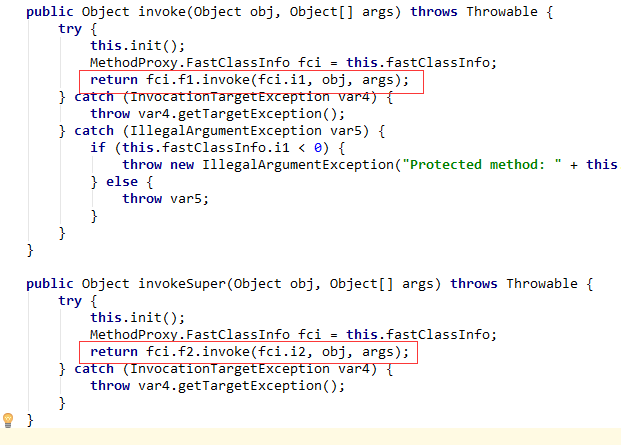 public Object invoke(Object obj, Object[] args) throws Throwable {
try {
this.init();
MethodProxy.FastClassInfo fci = this.fastClassInfo;
return fci.f1.invoke(fci.i1, obj, args);
} catch (InvocationTargetException var4) {
throw var4.getTargetException();
} catch (IllegalArgumentException var5) {
if (this.fastClassInfo.i1 < 0) {
throw new IllegalArgumentException("Protected method: " + this
} else {
throw var5;
}
}
}
public Object invokeSuper(Object obj, Object[] args) throws Throwable {
try {
this.init();
MethodProxy.FastClassInfo fci = this.fastClassInfo;
return fci.f2.invoke(fci.i2, obj, args);
} catch (InvocationTargetException var4) {
throw var4.getTargetException();
}
}